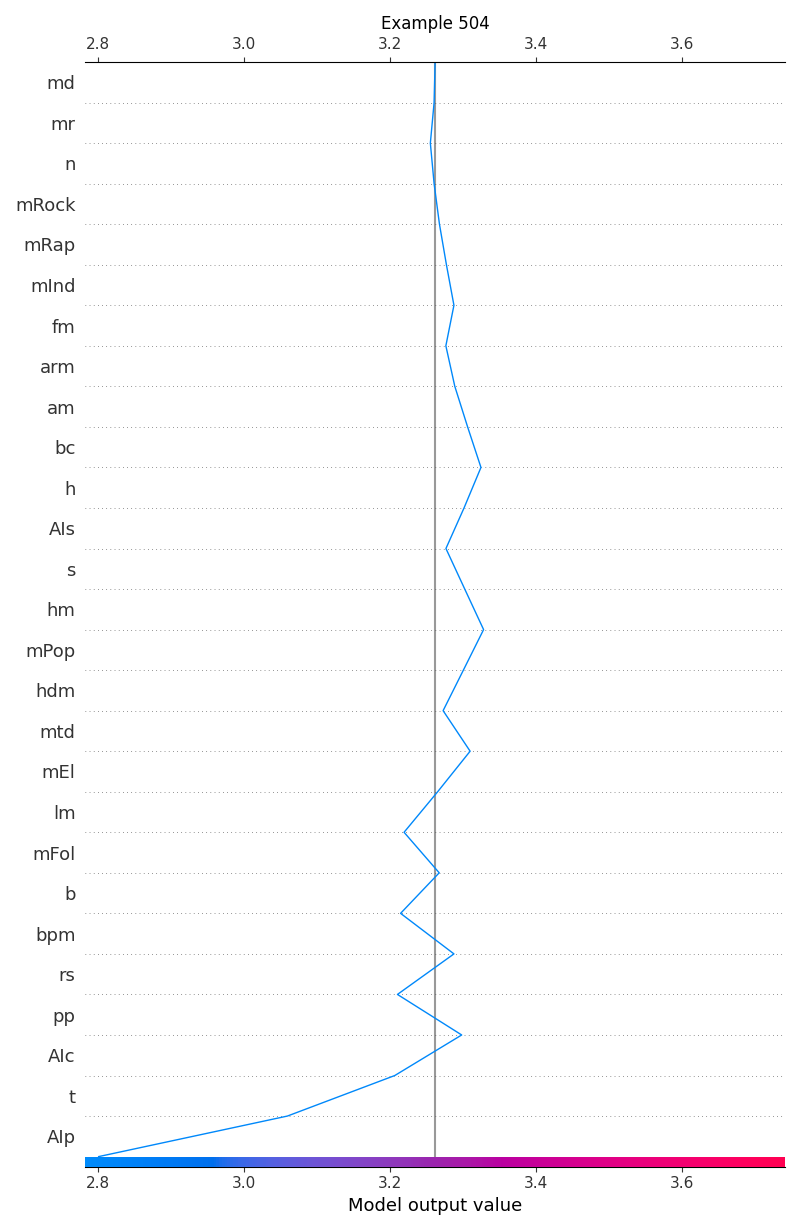 Example 504
2.8 3.0 3.2 3.4 3.6
md
mr
n
mRock
mRap
mInd
fm
arm
am
bc
h
AIs
s
hm
mPop
hdm
mtd
mEl
lm
mFol
b
bpm
rs
pp
AIc
t
AIp
2.8 3.0 3.2 3.4 3.6
Model output value